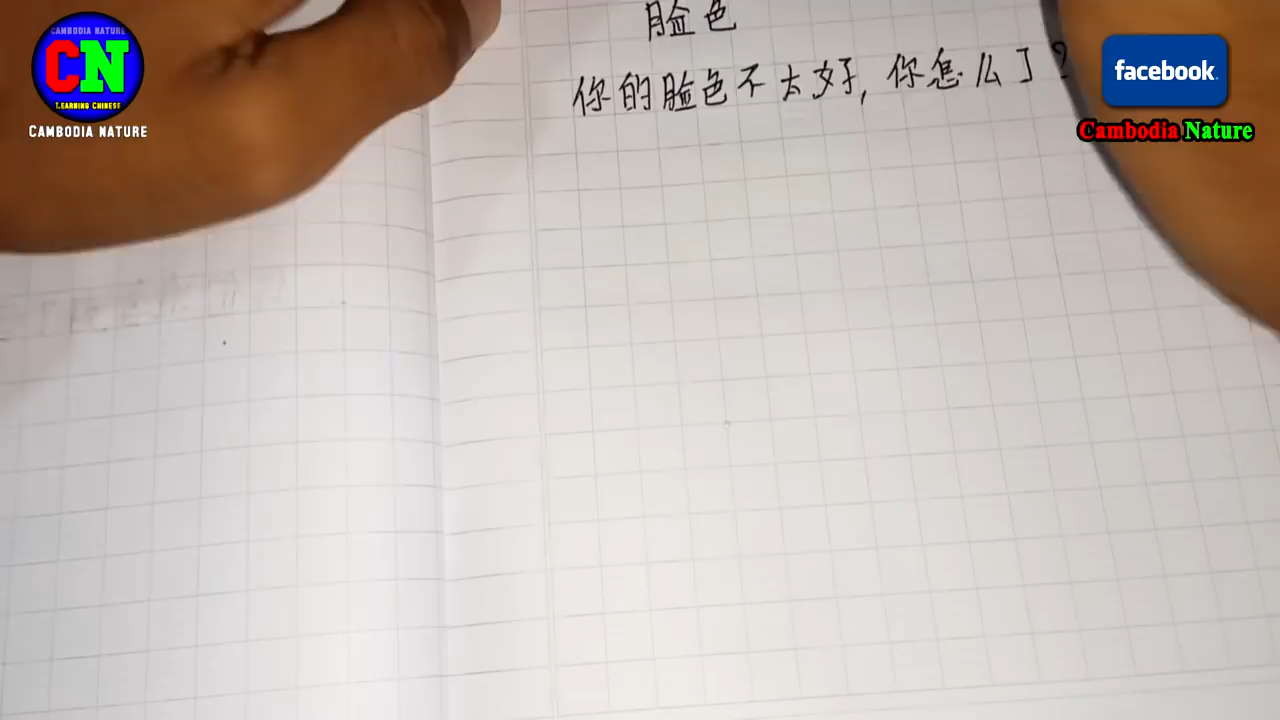 CAMBODIA NATURE
CN
LEARNING CHINESE
CAMBODIA NATURE
脸色
你的脸色不太好, 你怎么了?
facebook
Cambodia Nature